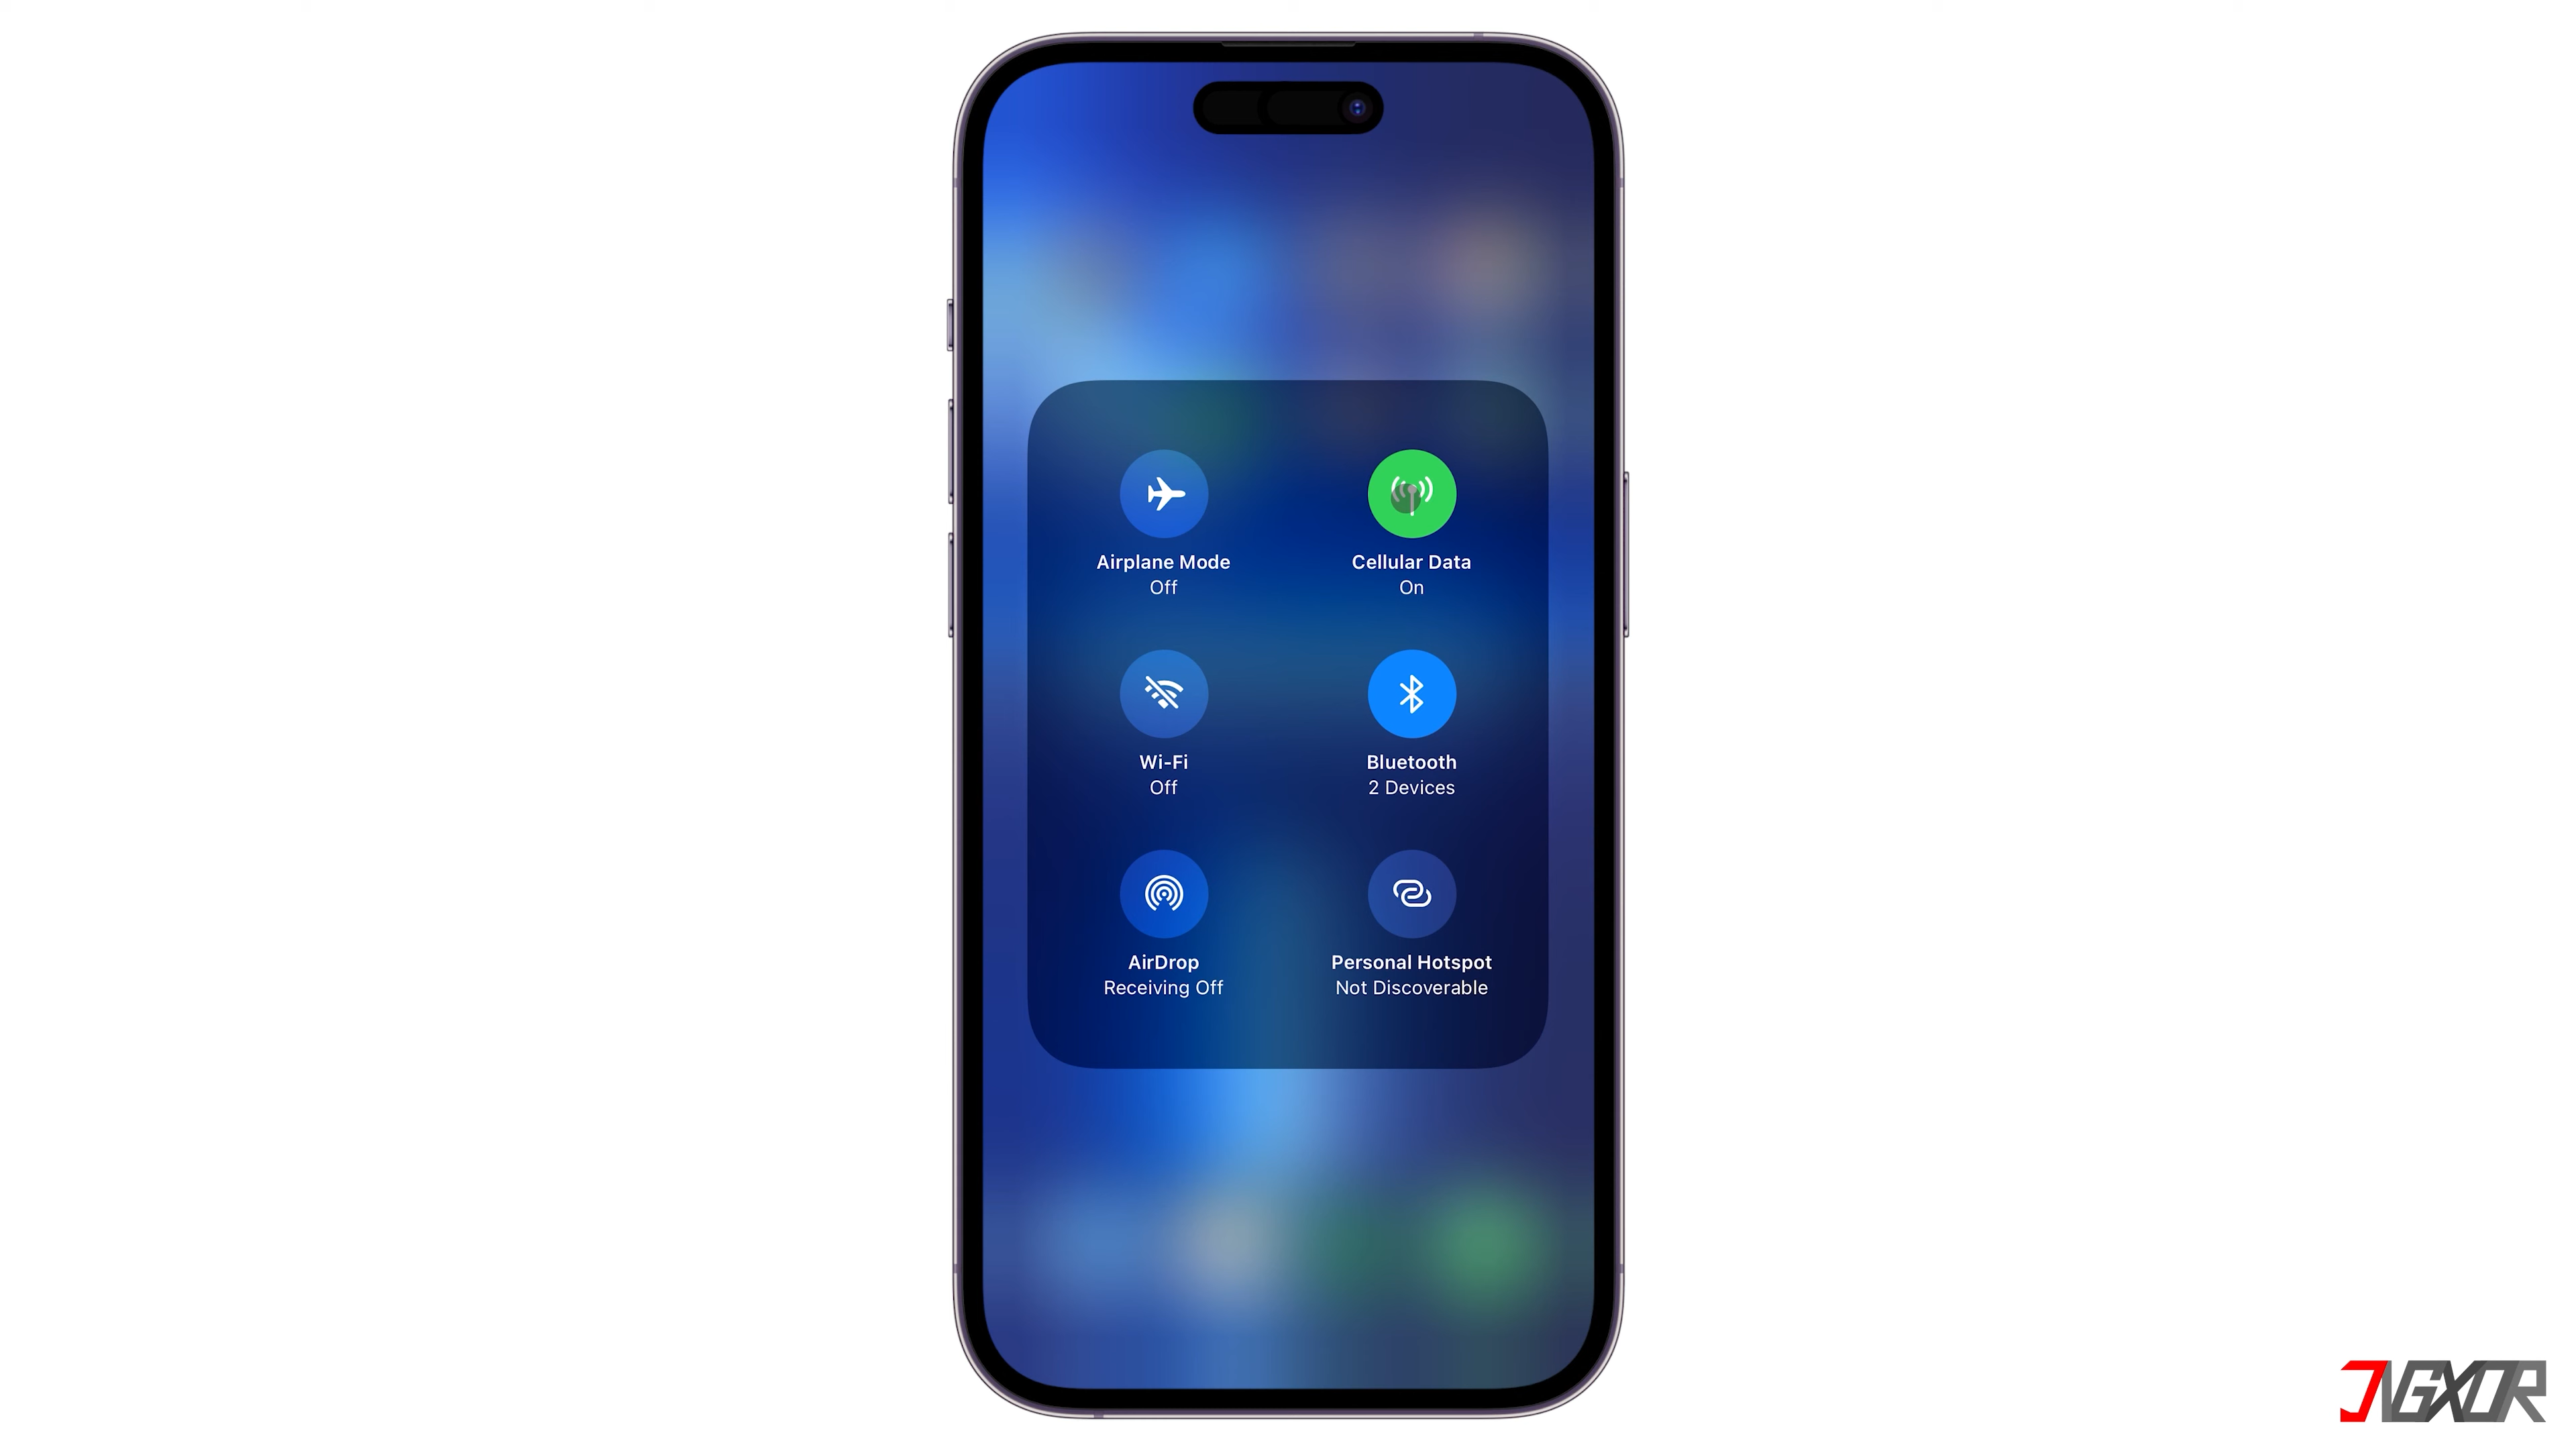 Airplane Mode
Off
Cellular Data
On
Wi-Fi
Off
Bluetooth
2 Devices
AirDrop
Receiving Off
Personal Hotspot
Not Discoverable
JNGXOR